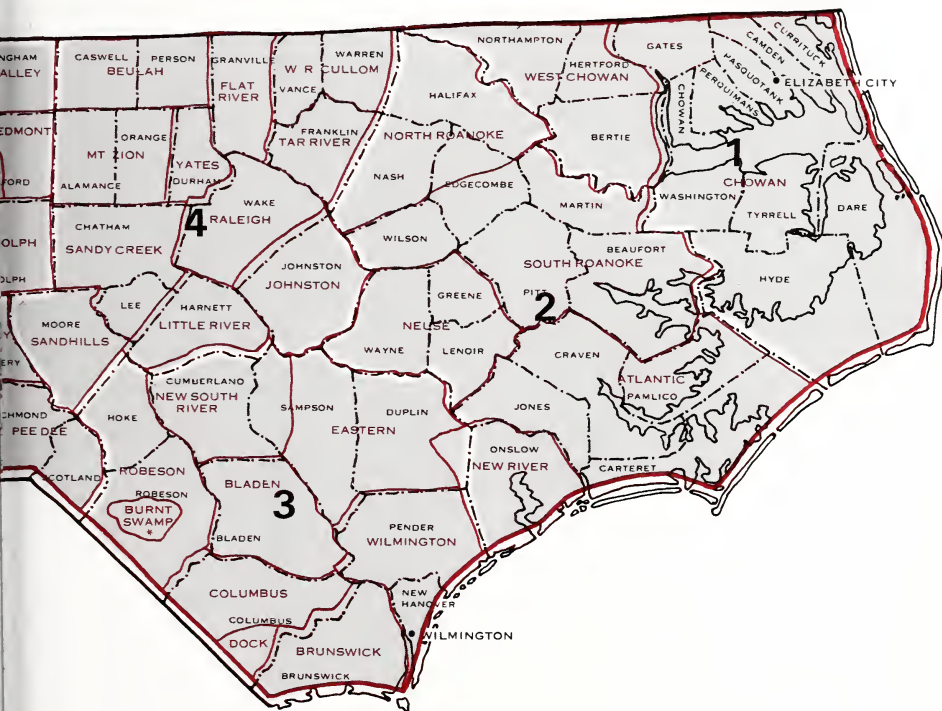 NORTHAMPTON
GATES
CURRITUCK
CAMDEN
PASQUOTANK
PERQUIMANS
ELIZABETH CITY
NGHAM
ALLEY
CASWELL
BEULAH
PERSON
GRANVILLE
FLAT
RIVER
W R CULLOM
WARREN
VANCE
HERTFORD
WEST CHOWAN
HALIFAX
CHOWAN
BERTIE
EDMONT
ORANGE
MT ZION
YATES
DURHAM
FRANKLIN
TAR RIVER
NORTH ROANOKE
1
FORD
ALAMANCE
NASH
EDGECOMBE
CHOWAN
WASHINGTON
TYRRELL
DARE
WAKE
4
RALEIGH
MARTIN
OLPH
CHATHAM
SANDY CREEK
WILSON
BEAUFORT
SOUTH ROANOKE
HYDE
OLPH
JOHNSTON
JOHNSTON
GREENE
PITT
2
LEE
HARNETT
LITTLE RIVER
MOORE
SANDHILLS
NEUSE
WAYNE
LENOIR
CRAVEN
ERY
CUMBERLAND
NEW SOUTH
RIVER
ATLANTIC
PAMLICO
CHMOND
PEE DEE
HOKE
SAMPSON
DUPLIN
EASTERN
JONES
ONSLOW
NEW RIVER
CARTERET
SCOTLAND
ROBESON
ROBESON
BURNT
SWAMP
*
BLADEN
3
BLADEN
PENDER
WILMINGTON
COLUMBUS
COLUMBUS
DOCK
NEW
HANOVER
WILMINGTON
BRUNSWICK
BRUNSWICK